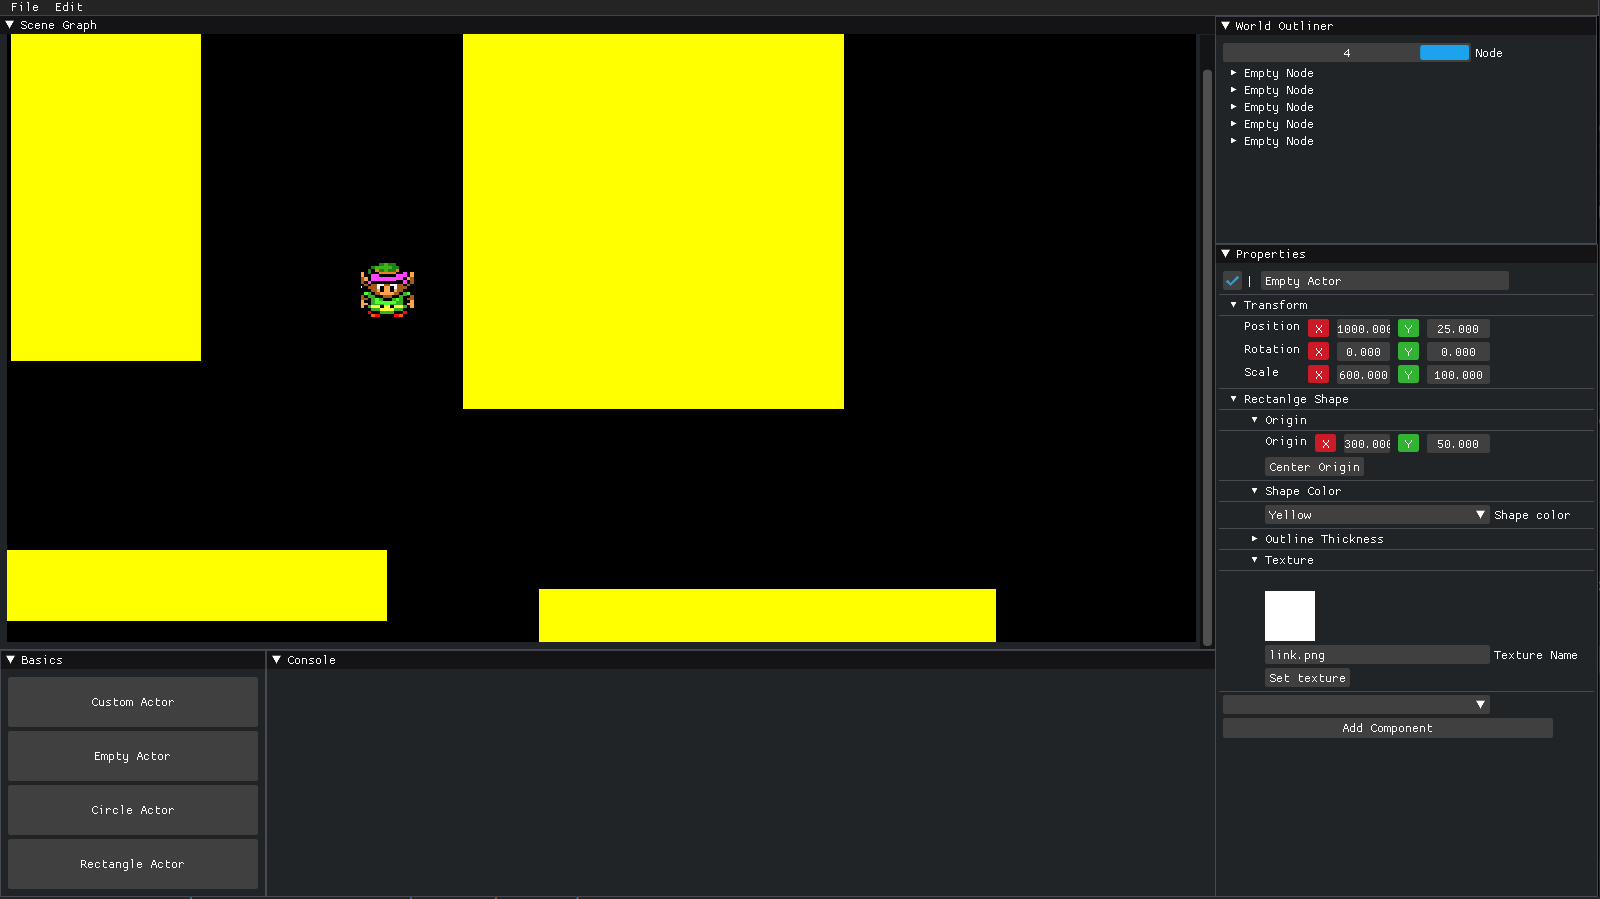 File Edit
Scene Graph
World Outliner
4 Node
Empty Node
Empty Node
Empty Node
Empty Node
Empty Node
Properties
| Empty Actor
Transform
Position X 1000.000 Y 25.000
Rotation X 0.000 Y 0.000
Scale X 600.000 Y 100.000
Rectanlge Shape
Origin
Origin X 300.000 Y 50.000
Center Origin
Shape Color
Yellow Shape color
Outline Thickness
Texture
link.png Texture Name
Set texture
Add Component
Basics
Custom Actor
Empty Actor
Circle Actor
Rectangle Actor
Console